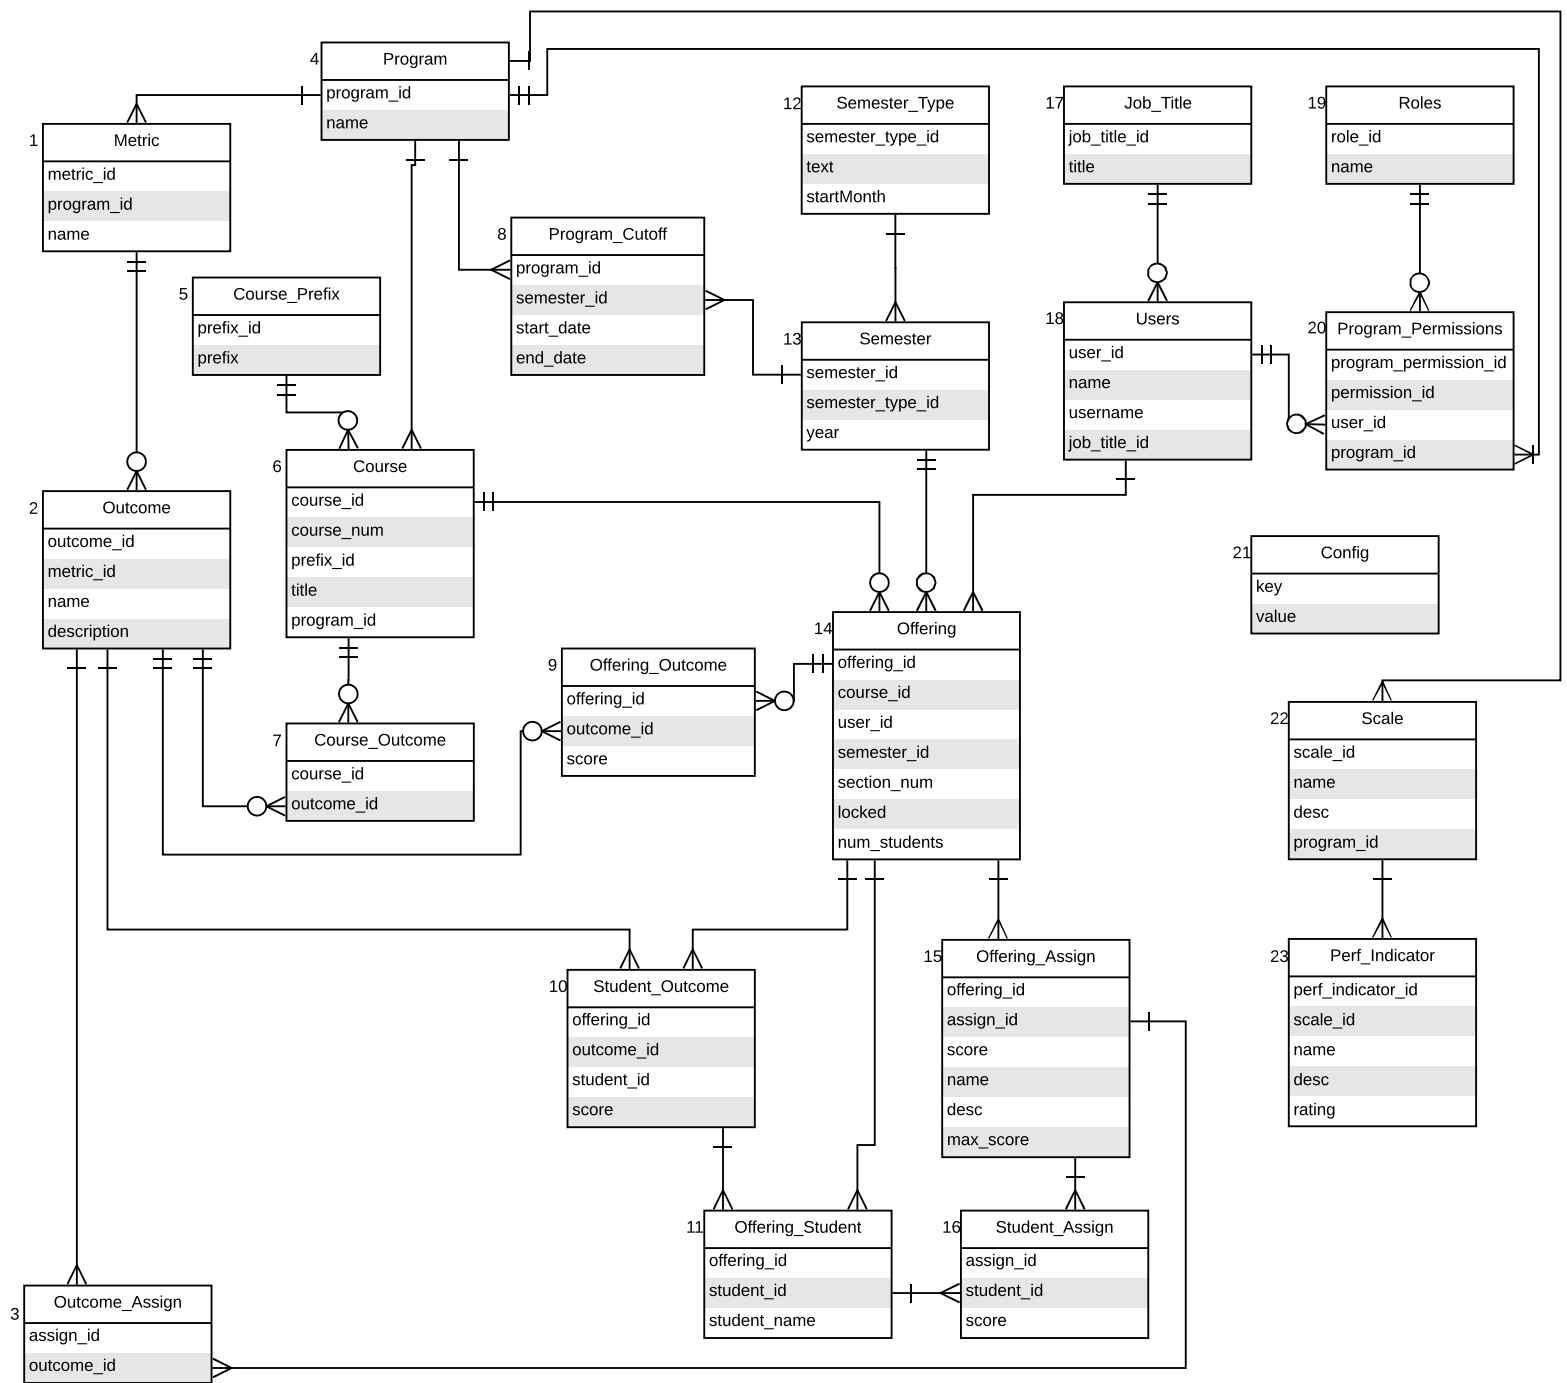 4
Program
program_id
name
1
Metric
metric_id
program_id
name
12
Semester_Type
semester_type_id
text
startMonth
17
Job_Title
job_title_id
title
19
Roles
role_id
name
8
Program_Cutoff
program_id
semester_id
start_date
end_date
5
Course_Prefix
prefix_id
prefix
13
Semester
semester_id
semester_type_id
year
18
Users
user_id
name
username
job_title_id
20
Program_Permissions
program_permission_id
permission_id
user_id
program_id
6
Course
course_id
course_num
prefix_id
title
program_id
2
Outcome
outcome_id
metric_id
name
description
21
Config
key
value
14
Offering
offering_id
course_id
user_id
semester_id
section_num
locked
num_students
9
Offering_Outcome
offering_id
outcome_id
score
7
Course_Outcome
course_id
outcome_id
22
Scale
scale_id
name
desc
program_id
10
Student_Outcome
offering_id
outcome_id
student_id
score
15
Offering_Assign
offering_id
assign_id
score
name
desc
max_score
23
Perf_Indicator
perf_indicator_id
scale_id
name
desc
rating
11
Offering_Student
offering_id
student_id
student_name
16
Student_Assign
assign_id
student_id
score
3
Outcome_Assign
assign_id
outcome_id